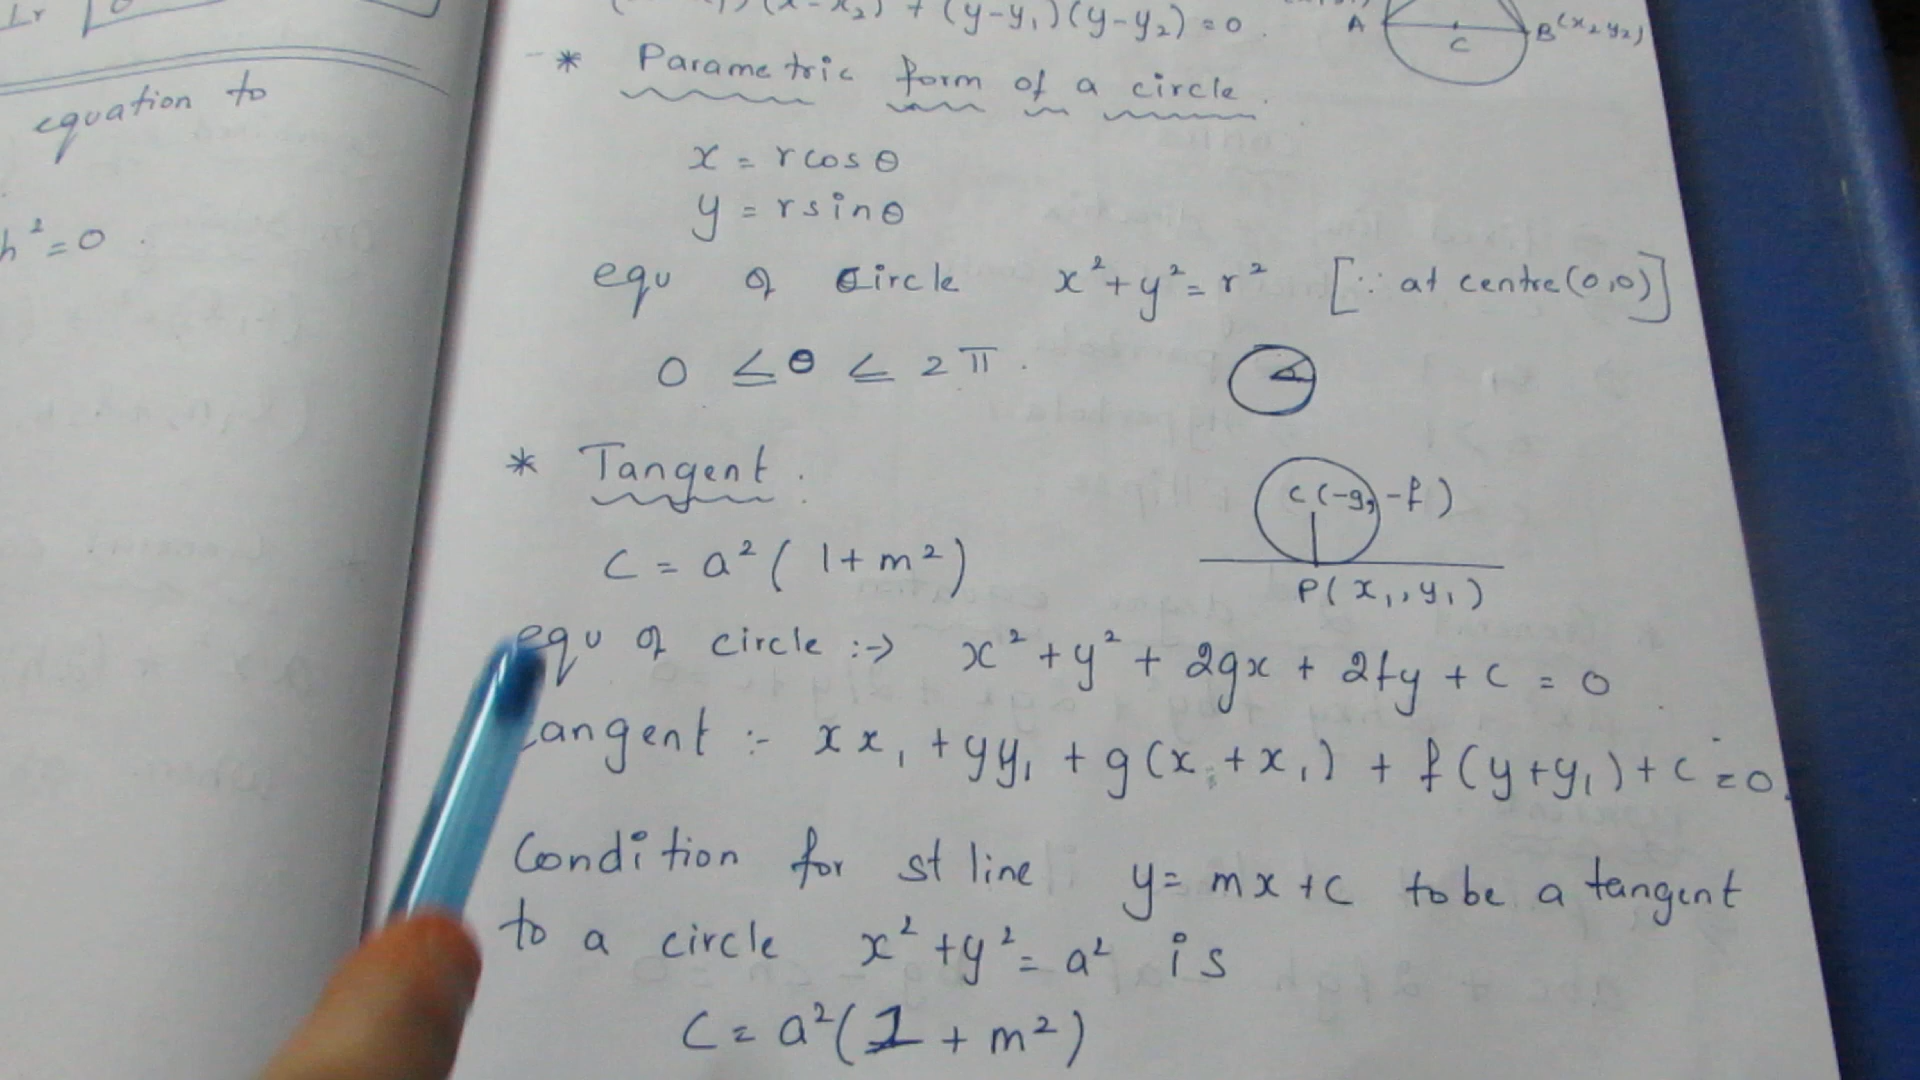 equation to
h² = 0
(x - x₂) + (y-y₁)(y-y₂) = 0.
A C B(x₂ y₂)
* Parametric form of a circle.
x = r cos θ
y = r sin θ
equ of circle x² + y² = r² [∵ at centre (0,0)]
0 ≤ θ ≤ 2π.
* Tangent.
C (-g, -f)
C = a² (1 + m²)
P(x₁, y₁)
equ of circle :→ x² + y² + 2gx + 2fy + c = 0
tangent :- xx₁ + yy₁ + g(x + x₁) + f(y + y₁) + c = 0.
Condition for st line y = mx + c to be a tangent
to a circle x² + y² = a² is
C = a² (1 + m²)